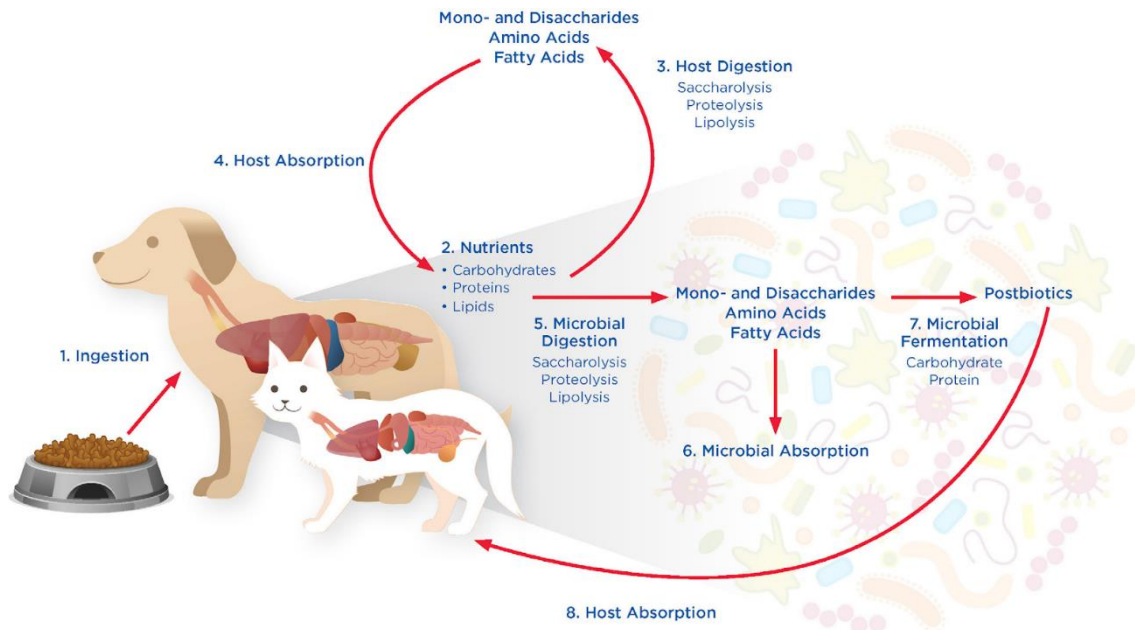 Mono- and Disaccharides
Amino Acids
Fatty Acids
3. Host Digestion
Saccharolysis
Proteolysis
Lipolysis
4. Host Absorption
2. Nutrients
• Carbohydrates
• Proteins
• Lipids
1. Ingestion
5. Microbial
Digestion
Saccharolysis
Proteolysis
Lipolysis
Mono- and Disaccharides
Amino Acids
Fatty Acids
Postbiotics
7. Microbial
Fermentation
Carbohydrate
Protein
6. Microbial Absorption
8. Host Absorption